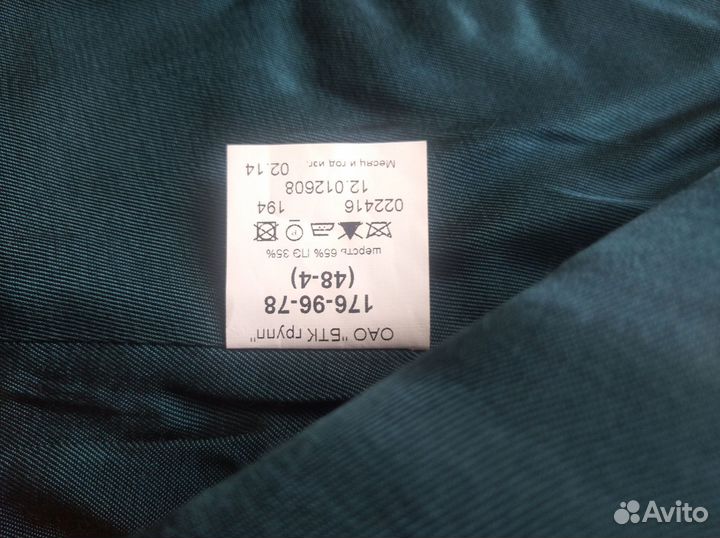 ОАО "БТК групп"
176-96-78
(48-4)
шерсть 65% ПЭ 35%
022416 194
12.012608
Месяц и год изг. 02.14
Avito